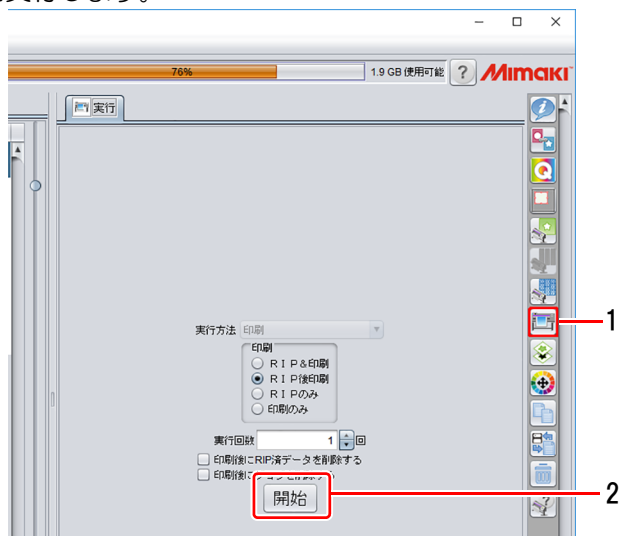 76%
1.9 GB 使用可能
?
Mimaki
実行
1
実行方法 印刷
印刷
ＲＩＰ&印刷
ＲＩＰ後印刷
ＲＩＰのみ
印刷のみ
実行回数 1 回
印刷後にRIP済データを削除する
印刷後に
開始
2